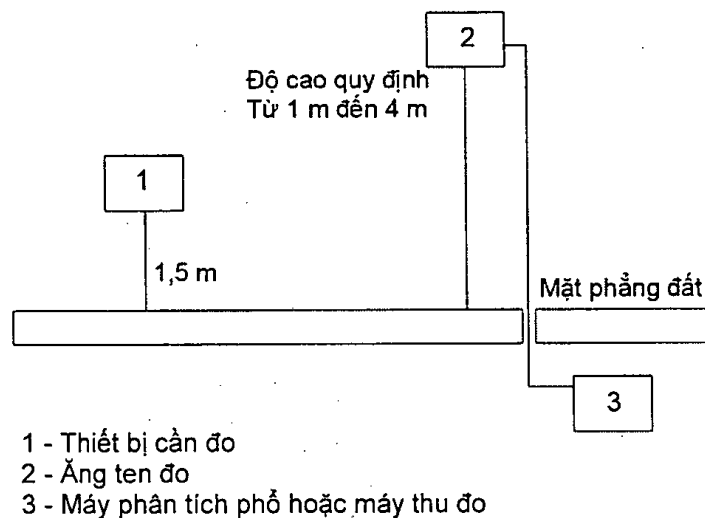 2
Độ cao quy định
Từ 1 m đến 4 m
1
1,5 m
Mặt phẳng đất
3
1 - Thiết bị cần đo
2 - Ăng ten đo
3 - Máy phân tích phổ hoặc máy thu đo